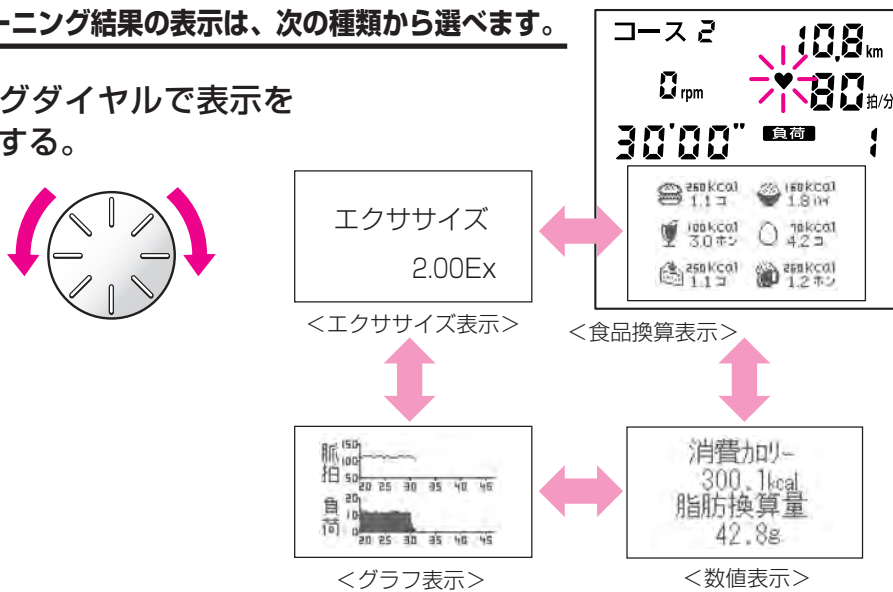 ーニング結果の表示は、次の種類から選べます。
グダイヤルで表示を
する。
コース 2
10.8 km
0 rpm
80 拍/分
30'00" 負荷 1
250kcal 1.1コ
160kcal 1.8ハイ
100kcal 3.0ホン
70kcal 4.2コ
250kcal 1.1コ
250kcal 1.2ホン
エクササイズ
2.00Ex
<エクササイズ表示>
<食品換算表示>
脈拍
150
100
50
20 25 30 35 40 45
負荷
20
10
0
20 25 30 35 40 45
<グラフ表示>
消費カロリー
300.1kcal
脂肪換算量
42.8g
<数値表示>